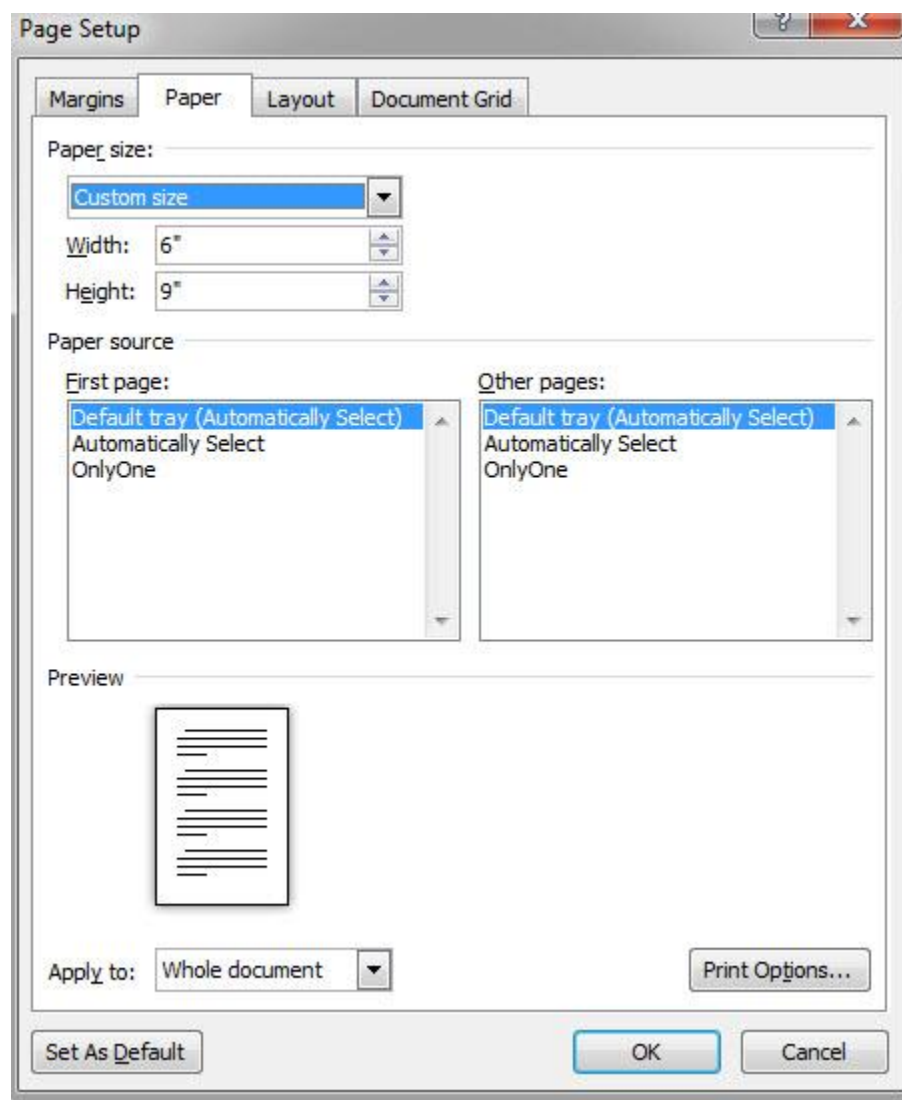 Page Setup
Margins Paper Layout Document Grid
Paper size:
Custom size
Width: 6"
Height: 9"
Paper source
First page: Other pages:
Default tray (Automatically Select) Default tray (Automatically Select)
Automatically Select Automatically Select
OnlyOne OnlyOne
Preview
Apply to: Whole document Print Options...
Set As Default OK Cancel